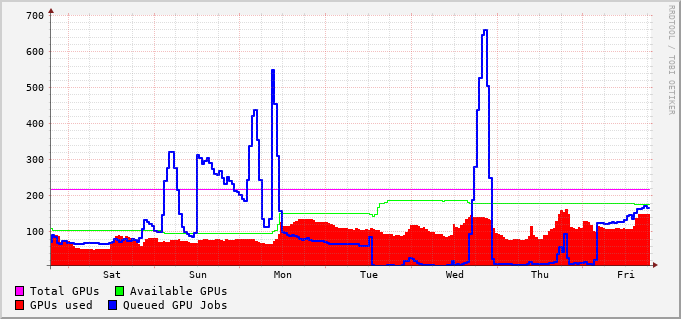 700
600
500
400
300
200
100
Sat Sun Mon Tue Wed Thu Fri
Total GPUs Available GPUs
GPUs used Queued GPU Jobs
RRDTOOL / TOBI OETIKER